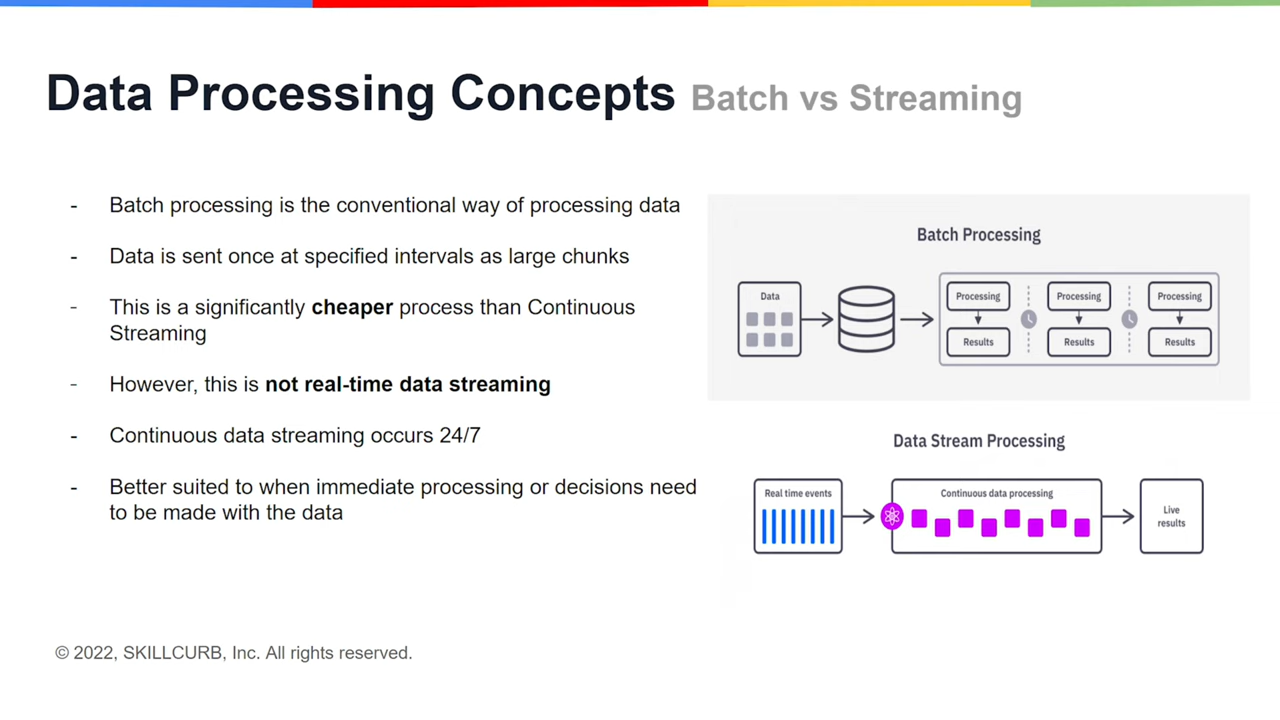 Data Processing Concepts Batch vs Streaming
- Batch processing is the conventional way of processing data
- Data is sent once at specified intervals as large chunks
- This is a significantly cheaper process than Continuous
Streaming
- However, this is not real-time data streaming
- Continuous data streaming occurs 24/7
- Better suited to when immediate processing or decisions need
to be made with the data
Batch Processing
Data
Processing Processing Processing
Results Results Results
Data Stream Processing
Real time events
Continuous data processing
Live
results
© 2022, SKILLCURB, Inc. All rights reserved.